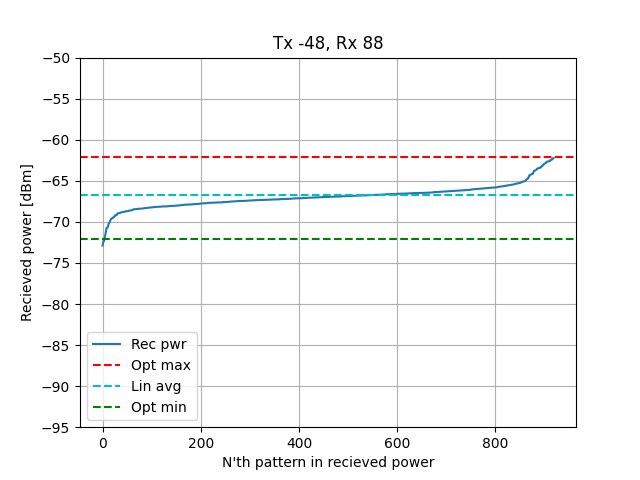 Tx -48, Rx 88
−50
−55
−60
−65
−70
−75
−80
−85
−90
−95
Recieved power [dBm]
Rec pwr
Opt max
Lin avg
Opt min
0 200 400 600 800
N'th pattern in recieved power